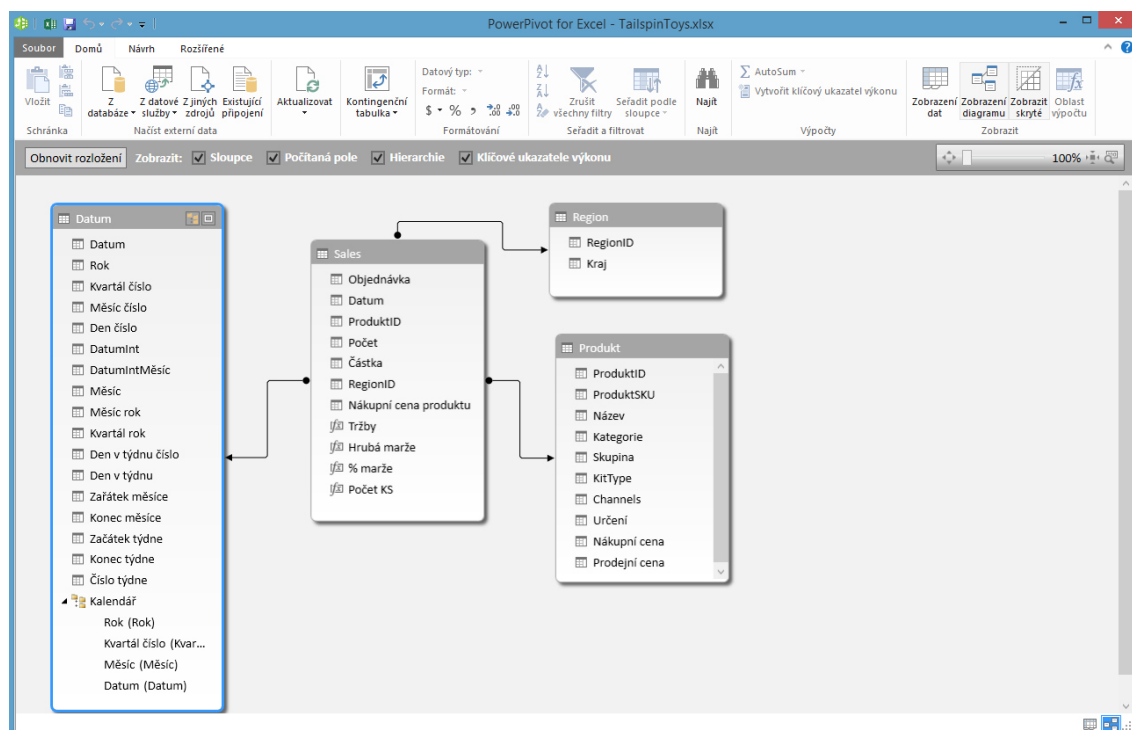 PowerPivot for Excel - TailspinToys.xlsx
Soubor Domů Návrh Rozšířené
Vložit
Z databáze
Z datové služby
Z jiných zdrojů
Existující připojení
Aktualizovat
Kontingenční tabulka
Datový typ:
Formát:
$ % ,
Zrušit všechny filtry
Seřadit podle sloupce
Najít
AutoSum
Vytvořit klíčový ukazatel výkonu
Zobrazení dat
Zobrazení diagramu
Zobrazit skryté
Oblast výpočtu
Schránka Načíst externí data Formátování Seřadit a filtrovat Najít Výpočty Zobrazit
Obnovit rozložení Zobrazit: Sloupce Počítaná pole Hierarchie Klíčové ukazatele výkonu 100%
Datum
Datum
Rok
Kvartál číslo
Měsíc číslo
Den číslo
DatumInt
DatumIntMěsíc
Měsíc
Měsíc rok
Kvartál rok
Den v týdnu číslo
Den v týdnu
Zařátek měsíce
Konec měsíce
Začátek týdne
Konec týdne
Číslo týdne
Kalendář
Rok (Rok)
Kvartál číslo (Kvar...
Měsíc (Měsíc)
Datum (Datum)
Sales
Objednávka
Datum
ProduktID
Počet
Částka
RegionID
Nákupní cena produktu
Tržby
Hrubá marže
% marže
Počet KS
Region
RegionID
Kraj
Produkt
ProduktID
ProduktSKU
Název
Kategorie
Skupina
KitType
Channels
Určení
Nákupní cena
Prodejní cena